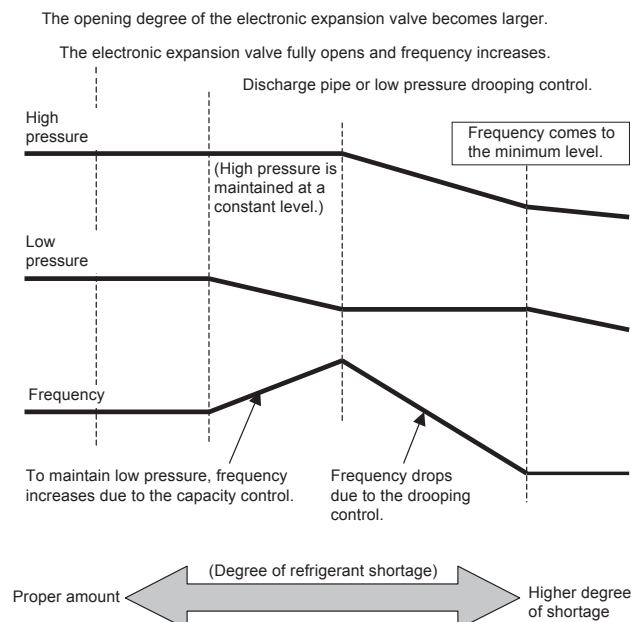 The opening degree of the electronic expansion valve becomes larger.
The electronic expansion valve fully opens and frequency increases.
Discharge pipe or low pressure drooping control.
High
pressure
Frequency comes to
the minimum level.
(High pressure is
maintained at a
constant level.)
Low
pressure
Frequency
To maintain low pressure, frequency
increases due to the capacity control.
Frequency drops
due to the drooping
control.
(Degree of refrigerant shortage)
Proper amount
Higher degree
of shortage